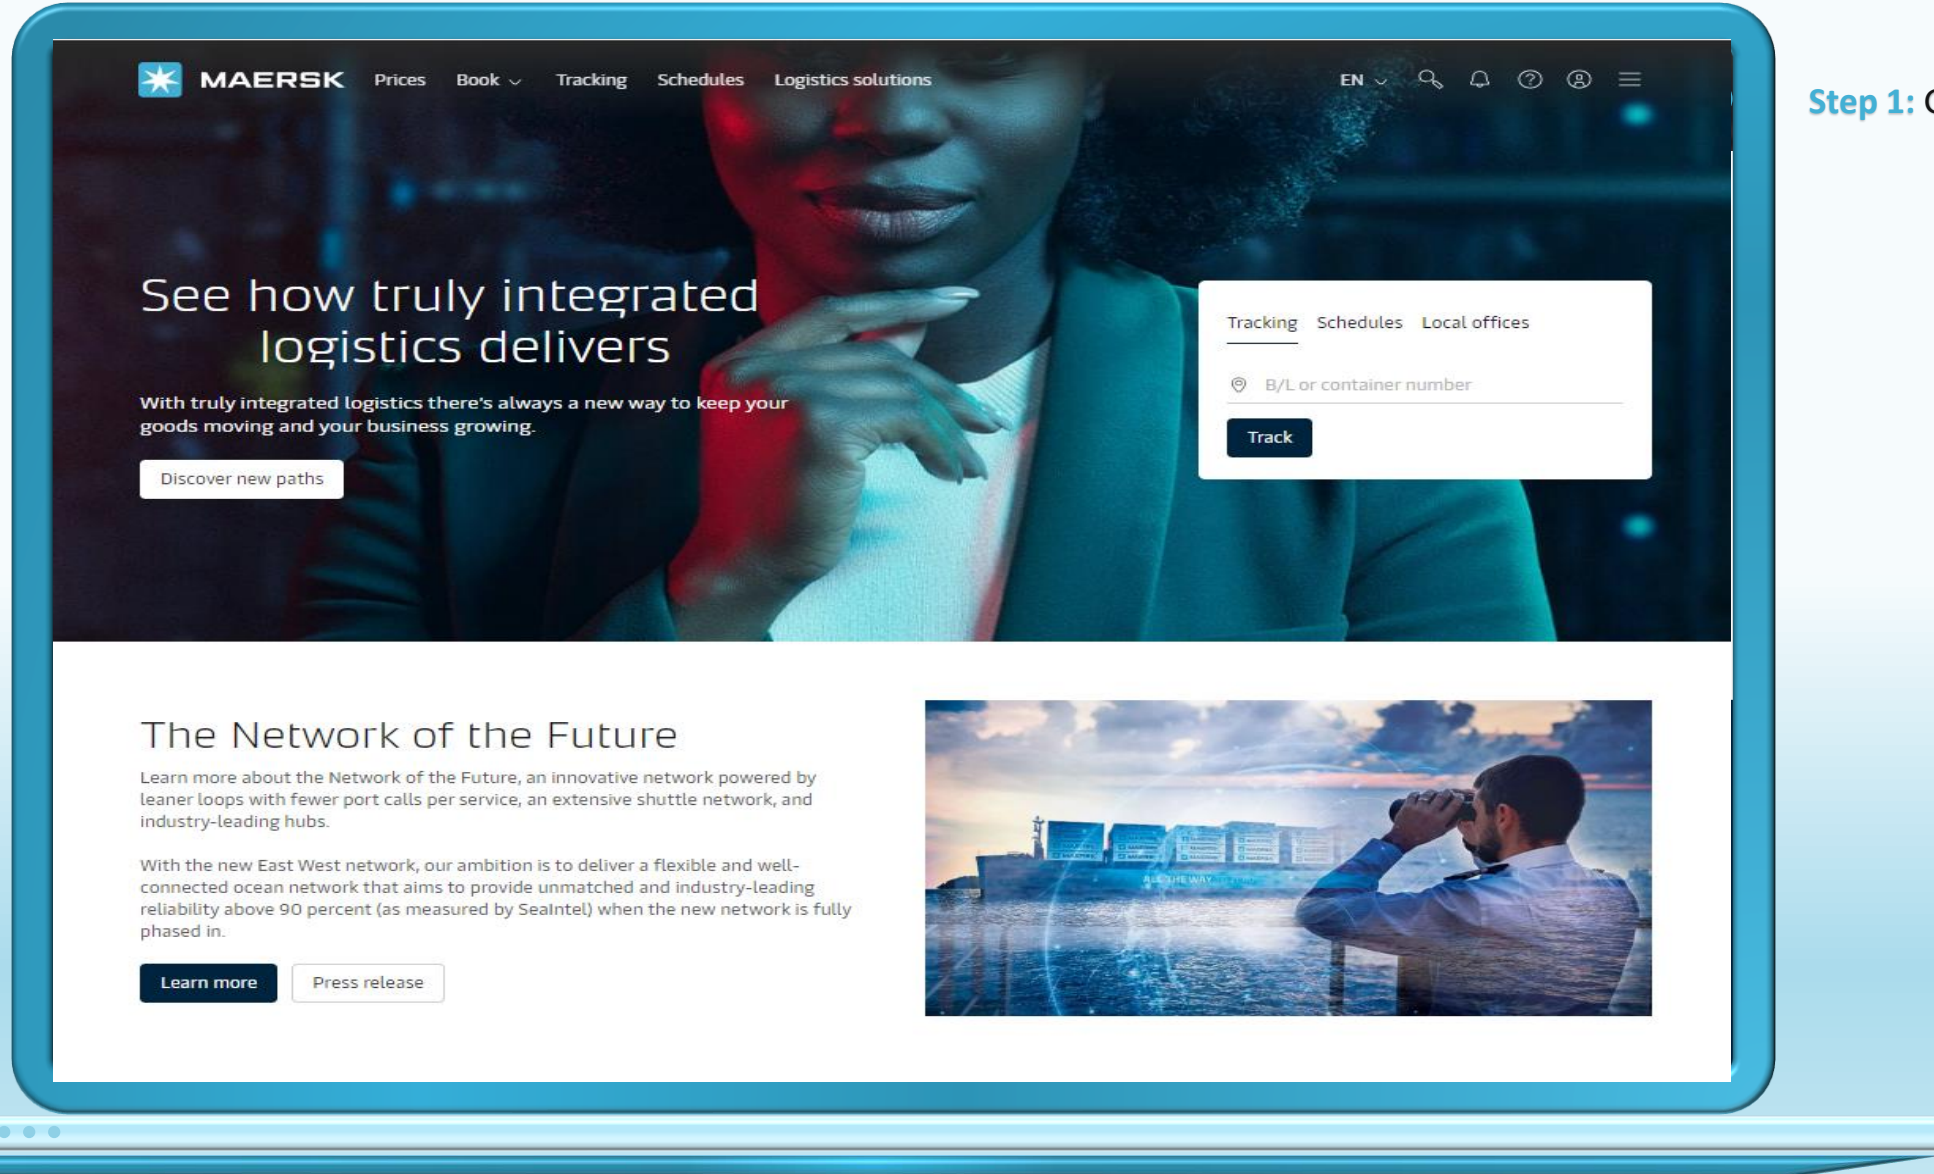 MAERSK Prices Book Tracking Schedules Logistics solutions EN
Step 1:
See how truly integrated
logistics delivers
With truly integrated logistics there's always a new way to keep your
goods moving and your business growing.
Discover new paths
Tracking Schedules Local offices
B/L or container number
Track
The Network of the Future
Learn more about the Network of the Future, an innovative network powered by
leaner loops with fewer port calls per service, an extensive shuttle network, and
industry-leading hubs.
With the new East West network, our ambition is to deliver a flexible and well-
connected ocean network that aims to provide unmatched and industry-leading
reliability above 90 percent (as measured by SeaIntel) when the new network is fully
phased in.
Learn more Press release
ALL THE WAY